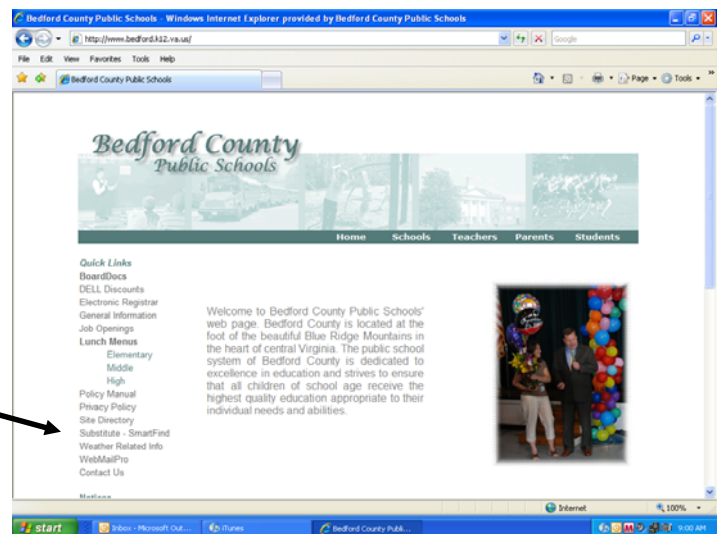 Bedford County Public Schools - Windows Internet Explorer provided by Bedford County Public Schools
http://www.bedford.k12.va.us/
Google
File Edit View Favorites Tools Help
Bedford County Public Schools
Page Tools
Bedford County
Public Schools
Home Schools Teachers Parents Students
Quick Links
BoardDocs
DELL Discounts
Electronic Registrar
General Information
Job Openings
Lunch Menus
Elementary
Middle
High
Policy Manual
Privacy Policy
Site Directory
Substitute - SmartFind
Weather Related Info
WebMailPro
Contact Us
Welcome to Bedford County Public Schools'
web page. Bedford County is located at the
foot of the beautiful Blue Ridge Mountains in
the heart of central Virginia. The public school
system of Bedford County is dedicated to
excellence in education and strives to ensure
that all children of school age receive the
highest quality education appropriate to their
individual needs and abilities.
Internet
100%
start
Inbox - Microsoft Out...
iTunes
Bedford County Publi...
9:00 AM